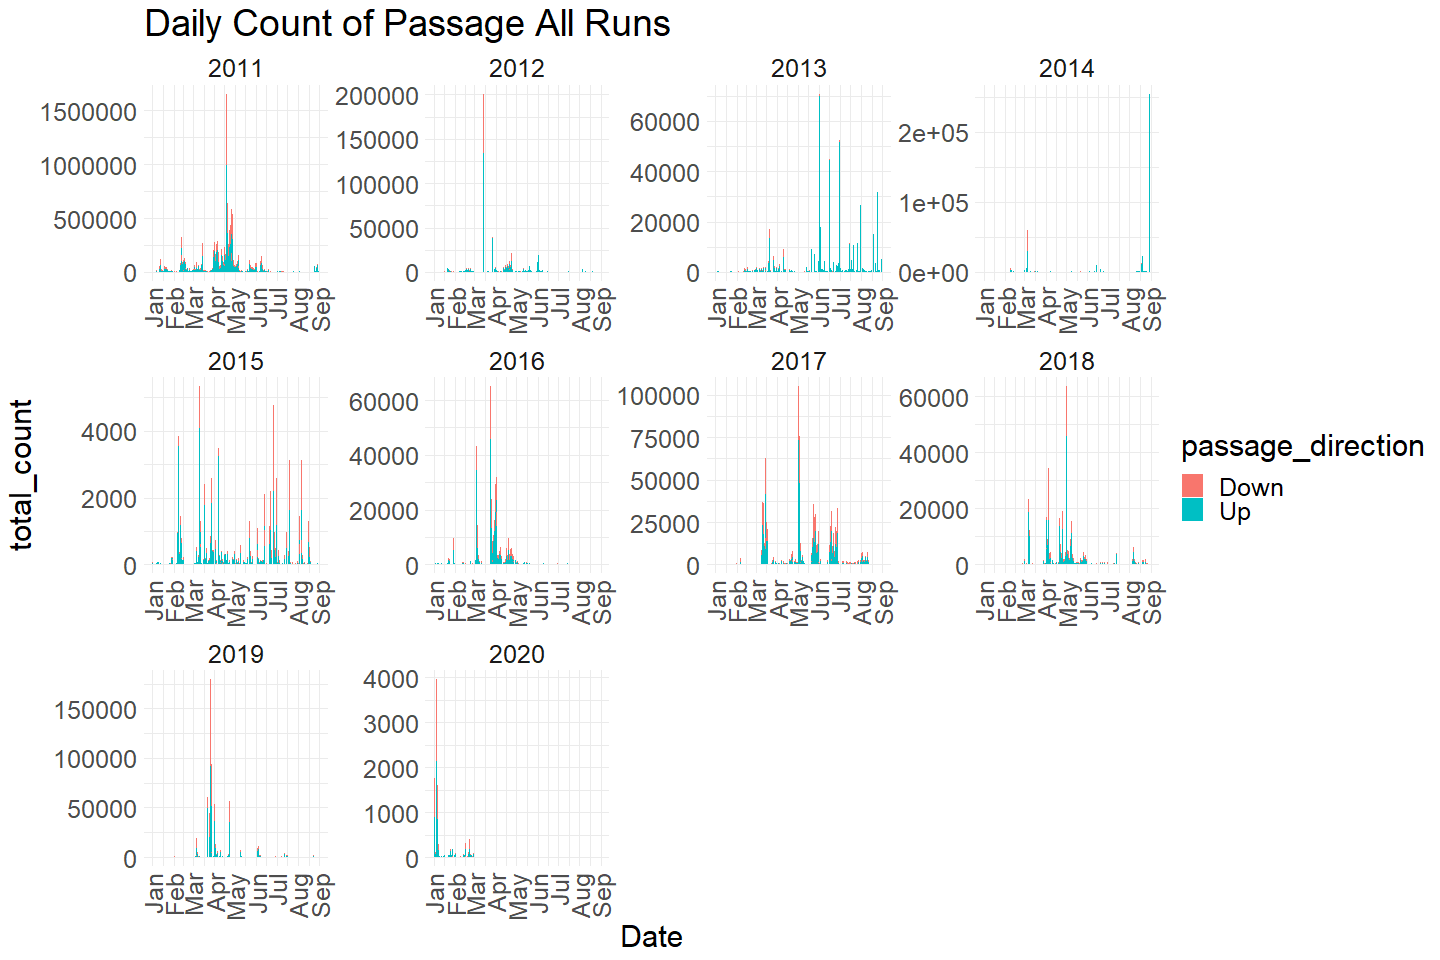 Daily Count of Passage All Runs
2011 2012 2013 2014
1500000
1000000
500000
0
200000
150000
100000
50000
0
60000
40000
20000
0
2e+05
1e+05
0e+00
Jan Feb Mar Apr May Jun Jul Aug Sep
Jan Feb Mar Apr May Jun Jul Aug Sep
Jan Feb Mar Apr May Jun Jul Aug Sep
Jan Feb Mar Apr May Jun Jul Aug Sep
2015 2016 2017 2018
4000
2000
0
60000
40000
20000
0
100000
75000
50000
25000
0
60000
40000
20000
0
Jan Feb Mar Apr May Jun Jul Aug Sep
Jan Feb Mar Apr May Jun Jul Aug Sep
Jan Feb Mar Apr May Jun Jul Aug Sep
Jan Feb Mar Apr May Jun Jul Aug Sep
2019 2020
150000
100000
50000
0
4000
3000
2000
1000
0
Jan Feb Mar Apr May Jun Jul Aug Sep
Jan Feb Mar Apr May Jun Jul Aug Sep
total_count
Date
passage_direction
Down
Up